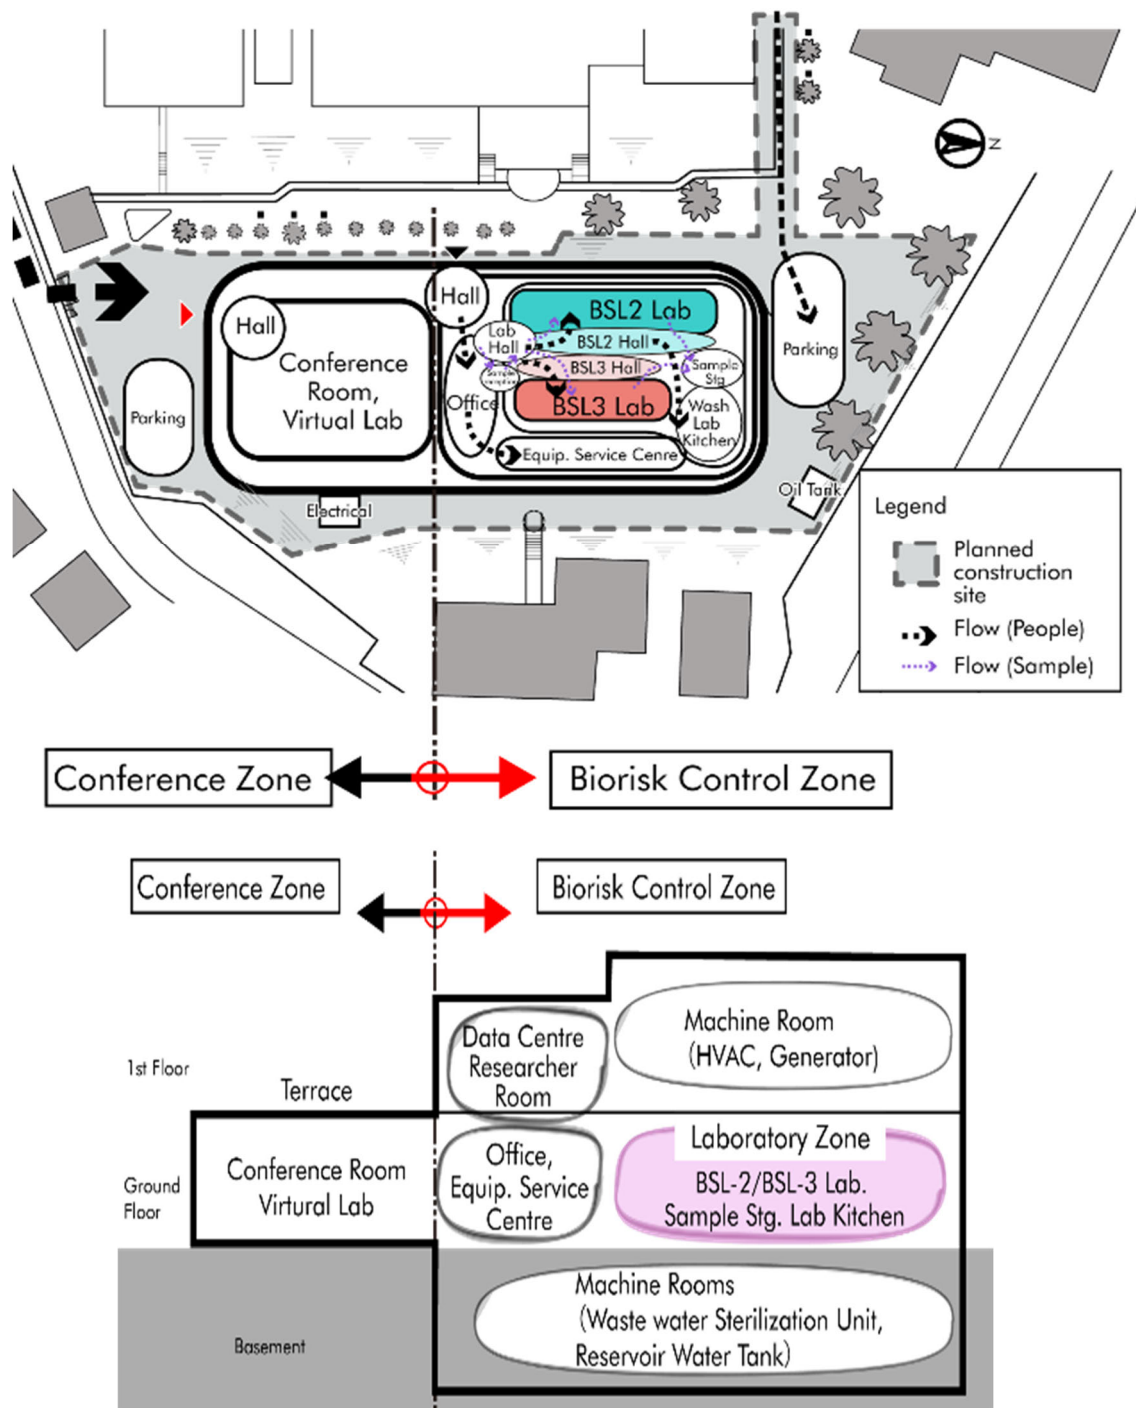 N
Hall
Hall
Conference
Room,
Virtual Lab
Parking
BSL2 Lab
Lab
Hall
BSL2 Hall
BSL3 Hall
Sample
Sample
Stg
Office
BSL3 Lab
Wash
Lab
Kitchen
Equip. Service Cenre
Parking
Electrical
Oil Tank
Legend
Planned
construction
site
Flow (People)
Flow (Sample)
Conference Zone
Biorisk Control Zone
Conference Zone
Biorisk Control Zone
1st Floor
Terrace
Data Centre
Researcher
Room
Machine Room
(HVAC, Generator)
Ground
Floor
Conference Room
Virtural Lab
Office,
Equip. Service
Centre
Laboratory Zone
BSL-2/BSL-3 Lab.
Sample Stg. Lab Kitchen
Basement
Machine Rooms
(Waste water Sterilization Unit,
Reservoir Water Tank)